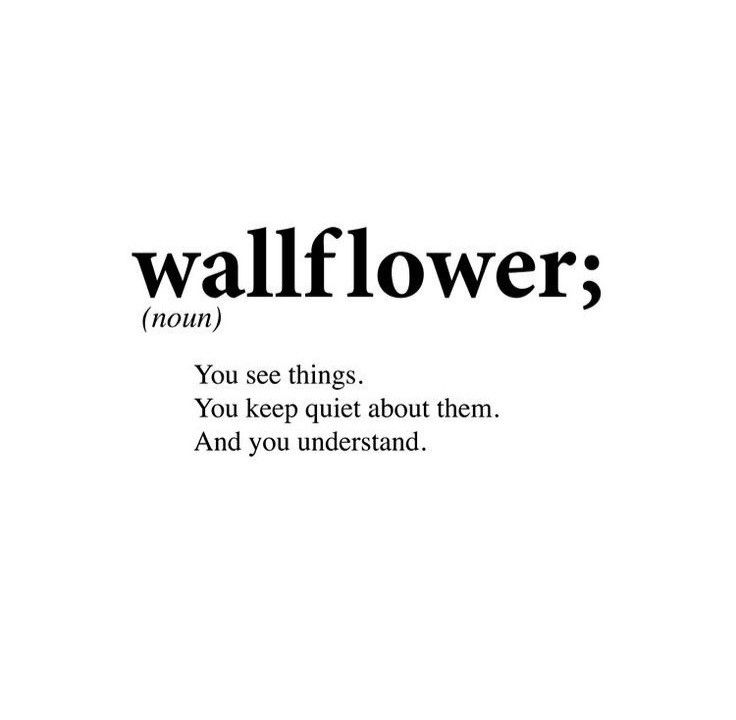 wallflower;
(noun)
You see things.
You keep quiet about them.
And you understand.